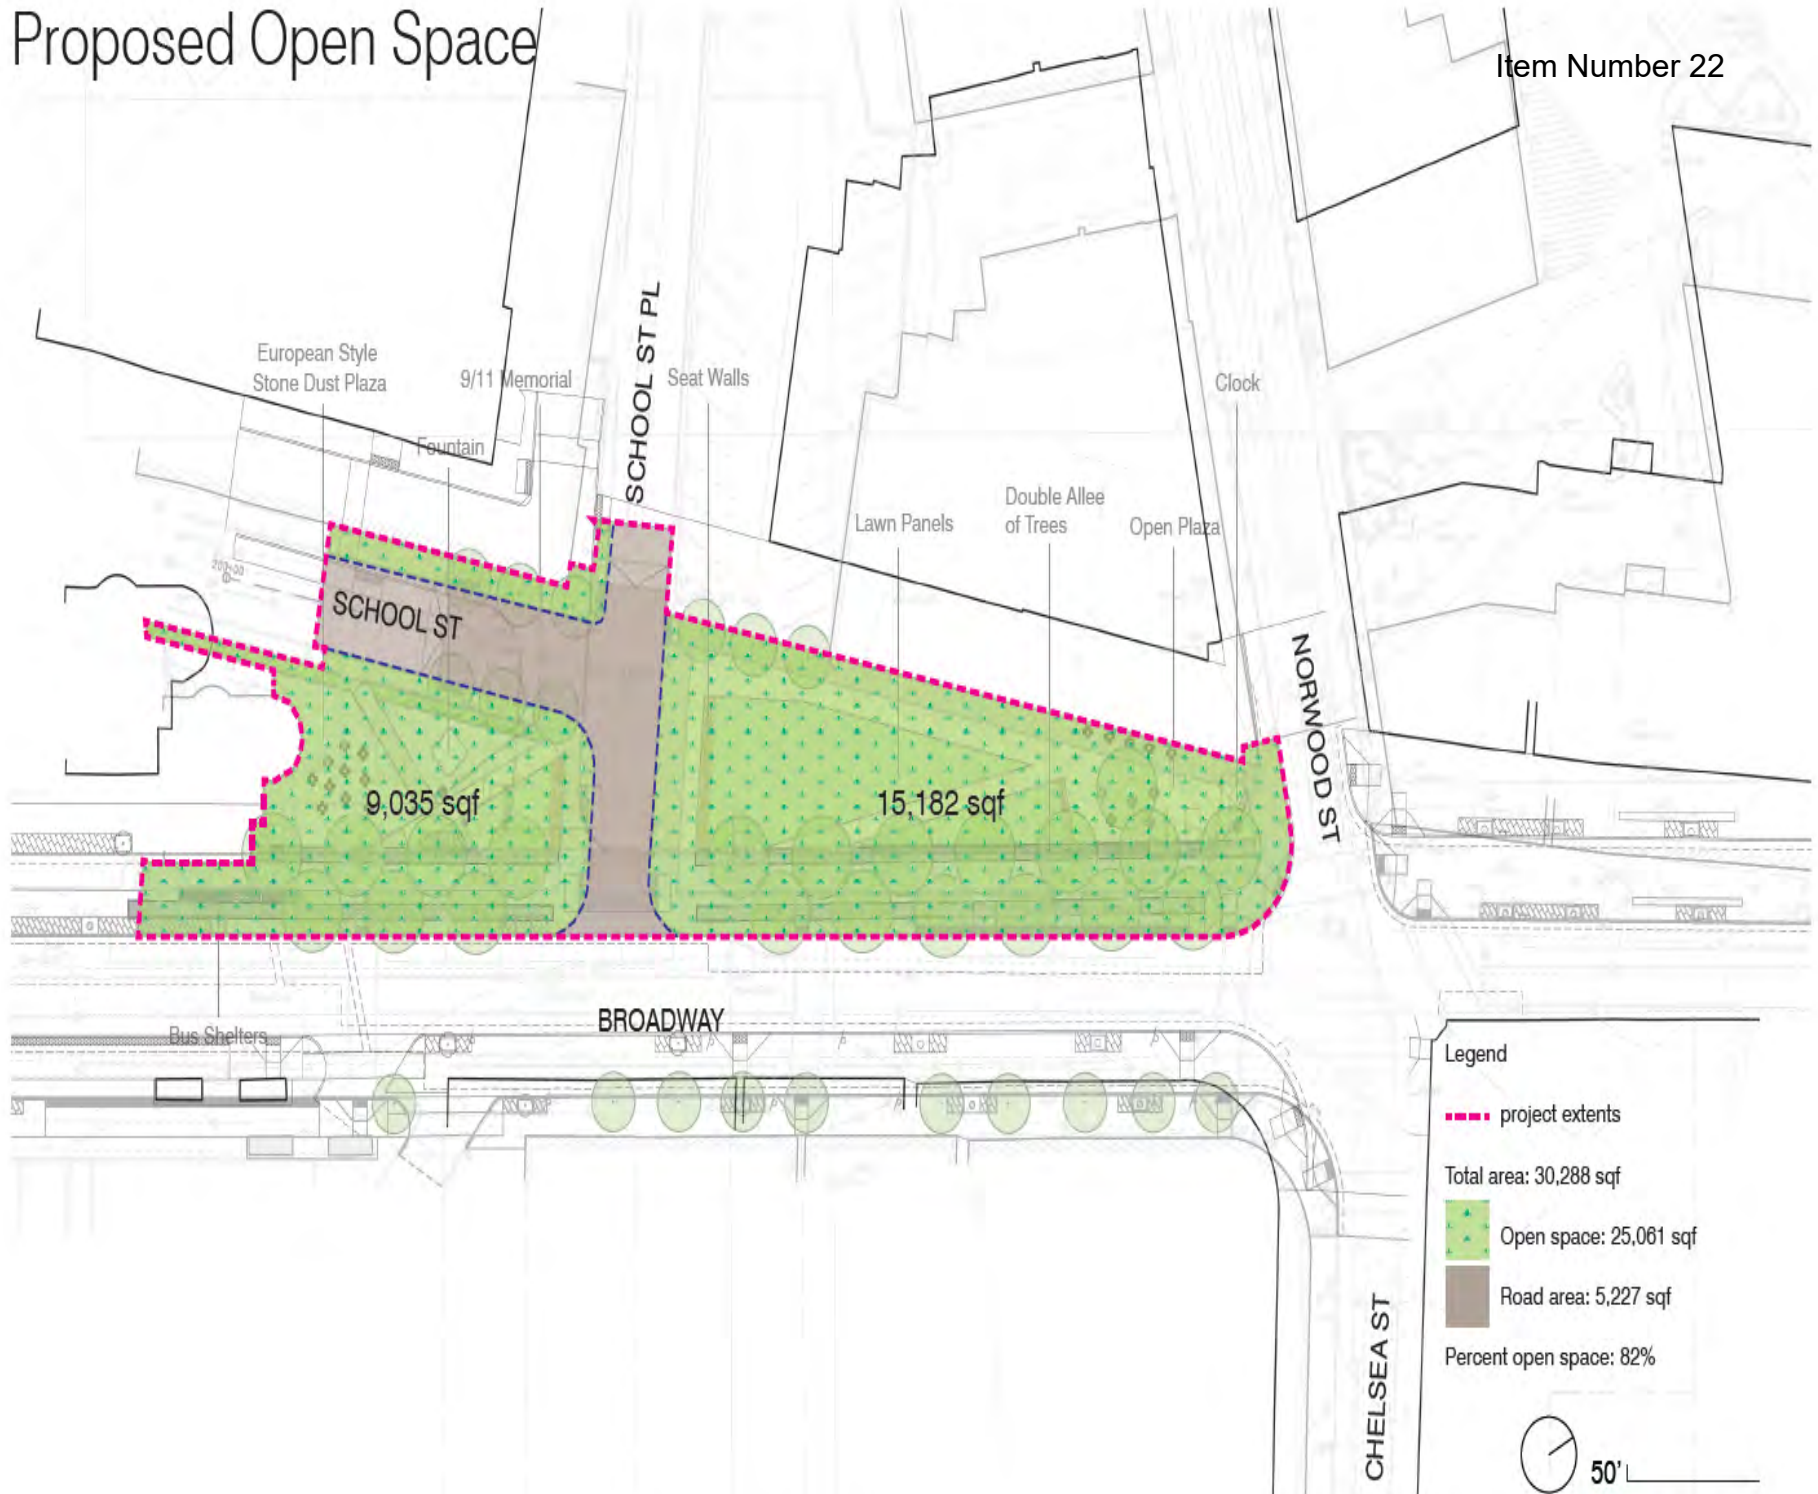 Proposed Open Space
Item Number 22
European Style
Stone Dust Plaza
9/11 Memorial
Fountain
SCHOOL ST PL
Seat Walls
Clock
Lawn Panels
Double Allee
of Trees
Open Plaza
SCHOOL ST
NORWOOD ST
9,035 sqf
15,182 sqf
Bus Shelters
BROADWAY
Legend
project extents
Total area: 30,288 sqf
Open space: 25,061 sqf
Road area: 5,227 sqf
Percent open space: 82%
CHELSEA ST
50'